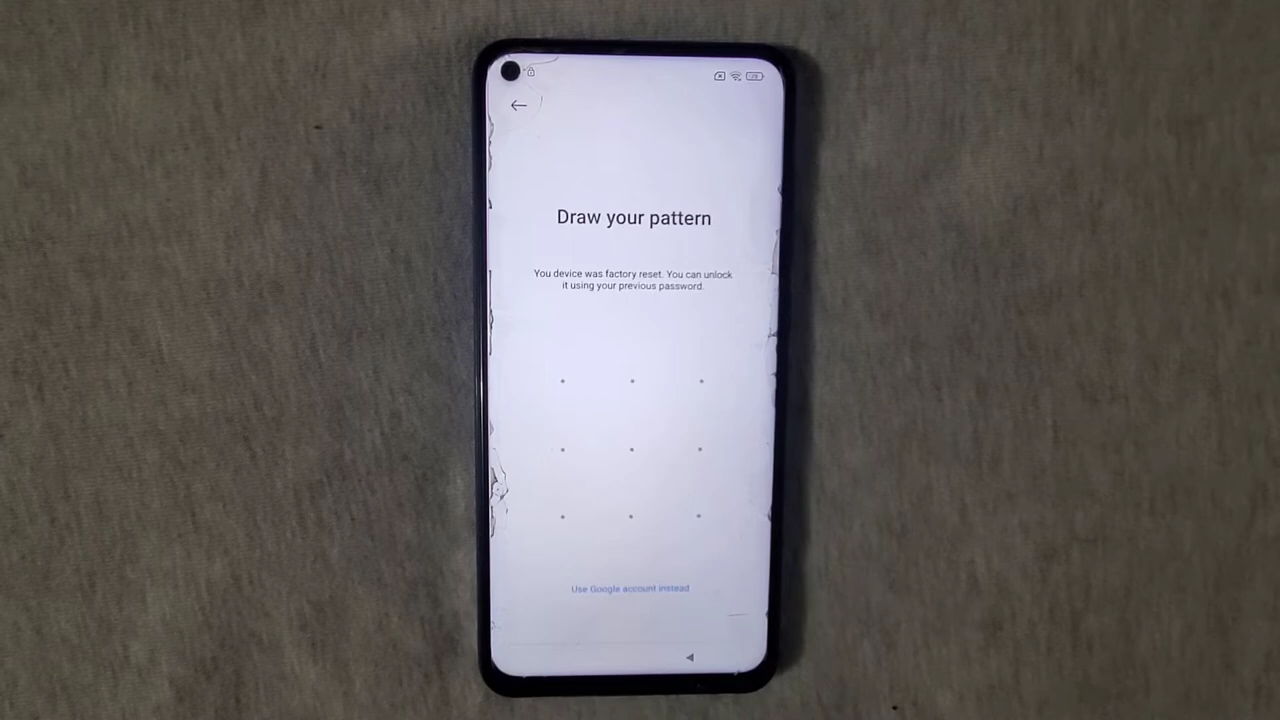 Draw your pattern
You device was factory reset. You can unlock
it using your previous password.
Use Google account instead